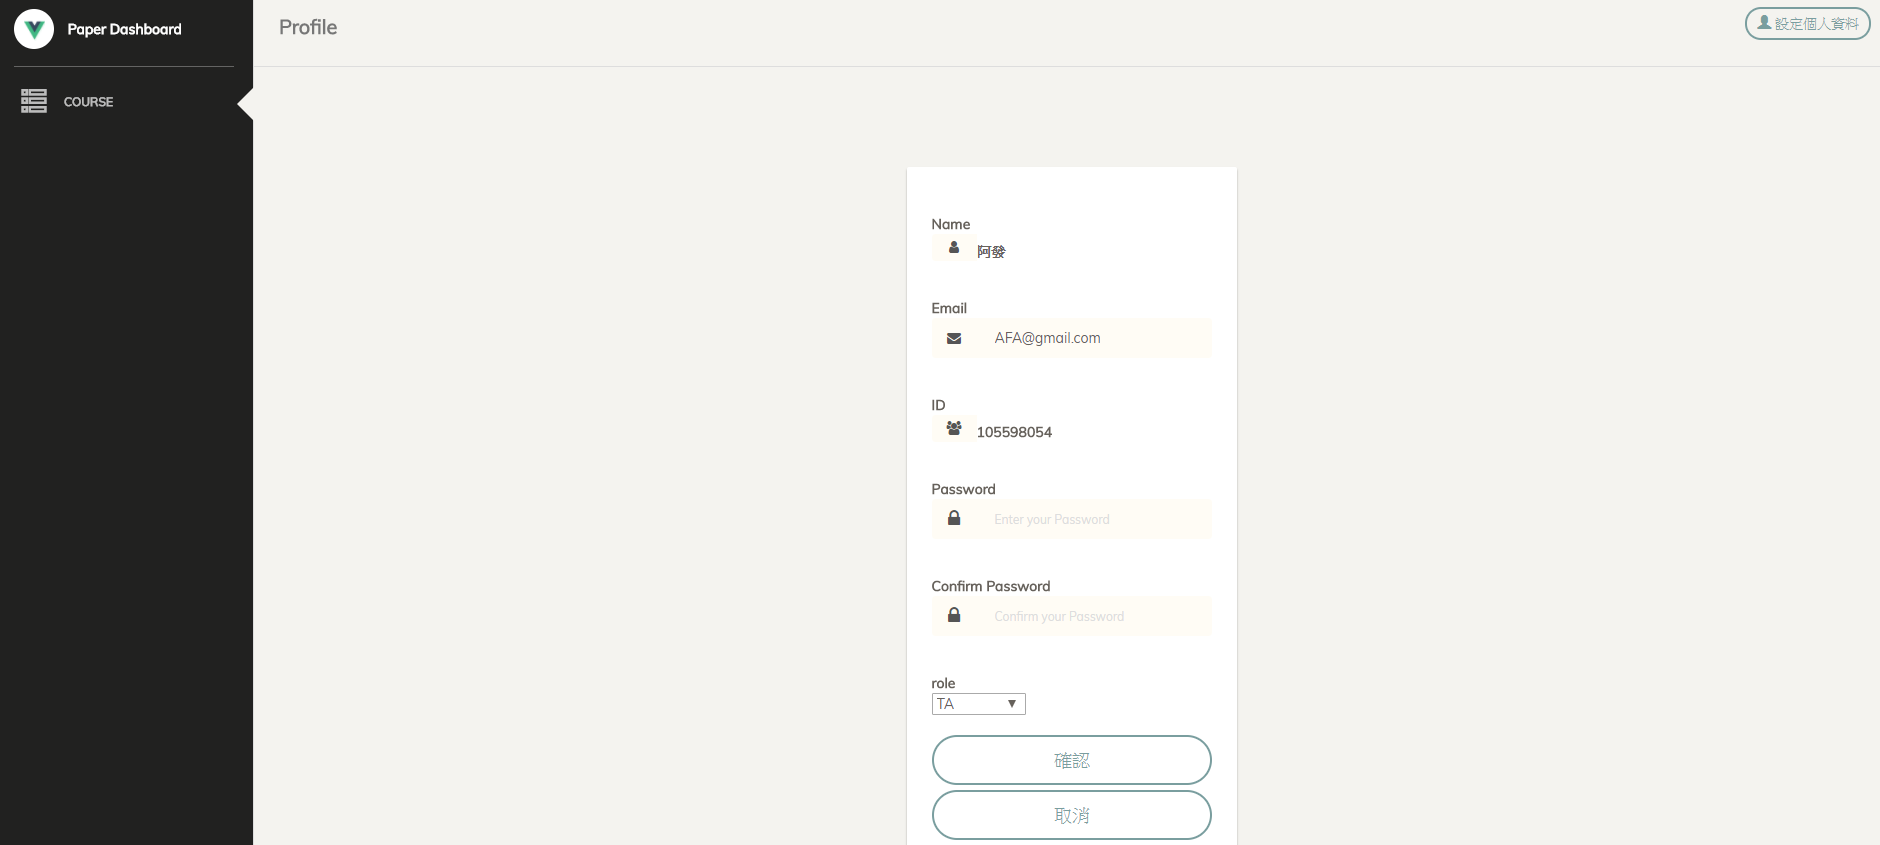 Paper Dashboard
Profile
設定個人資料
COURSE
Name
阿發
Email
AFA@gmail.com
ID
105598054
Password
Enter your Password
Confirm Password
Confirm your Password
role
TA
確認
取消